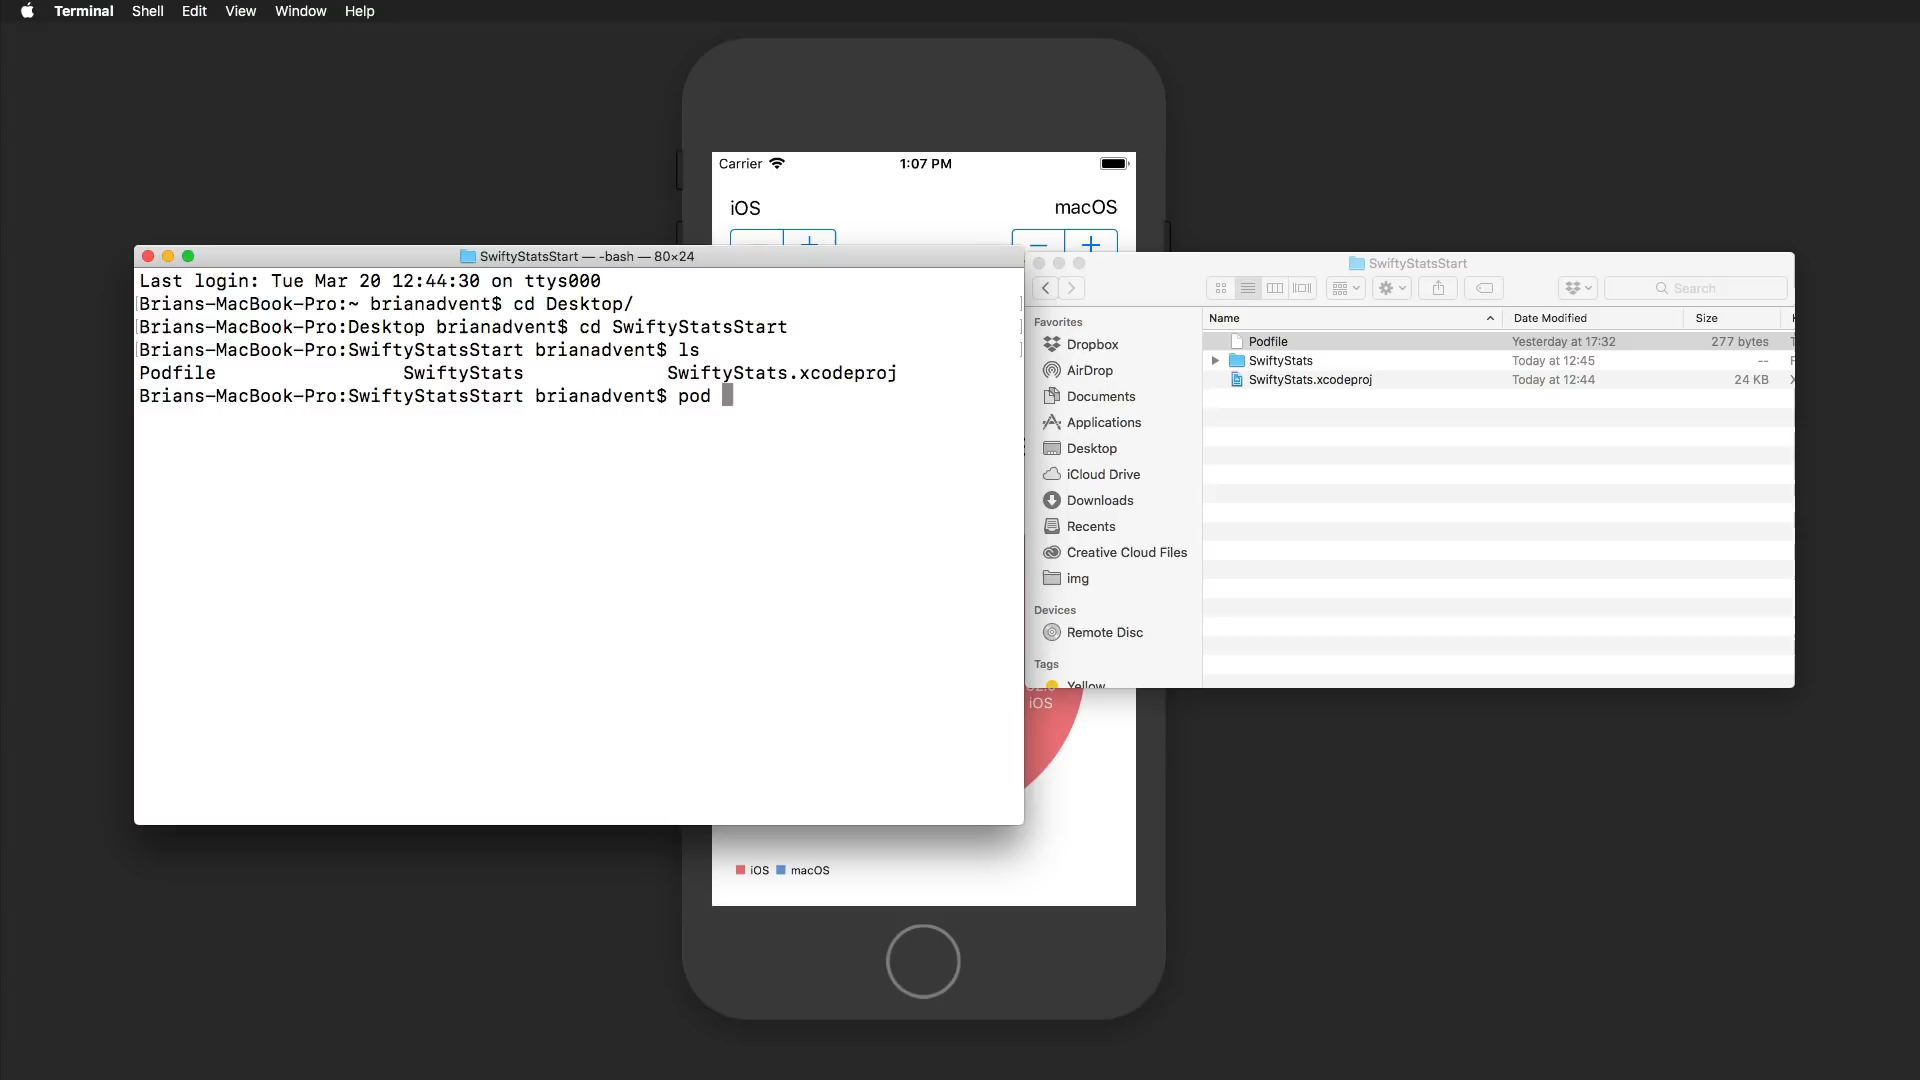 Terminal Shell Edit View Window Help
Carrier 1:07 PM
iOS macOS
SwiftyStatsStart — -bash — 80×24
Last login: Tue Mar 20 12:44:30 on ttys000
Brians-MacBook-Pro:~ brianadvent$ cd Desktop/
Brians-MacBook-Pro:Desktop brianadvent$ cd SwiftyStatsStart
Brians-MacBook-Pro:SwiftyStatsStart brianadvent$ ls
Podfile SwiftyStats SwiftyStats.xcodeproj
Brians-MacBook-Pro:SwiftyStatsStart brianadvent$ pod
SwiftyStatsStart
Search
Favorites
Dropbox
AirDrop
Documents
Applications
Desktop
iCloud Drive
Downloads
Recents
Creative Cloud Files
img
Devices
Remote Disc
Tags
Yellow
Name Date Modified Size
Podfile Yesterday at 17:32 277 bytes
SwiftyStats Today at 12:45 --
SwiftyStats.xcodeproj Today at 12:44 24 KB
iOS
iOS macOS